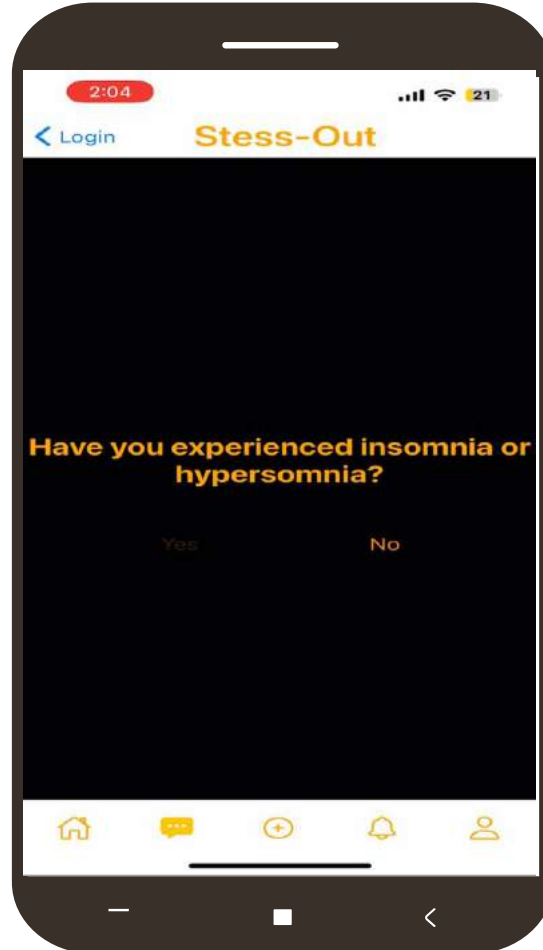 2:04
21
Login
Stess-Out
Have you experienced insomnia or
hypersomnia?
Yes
No